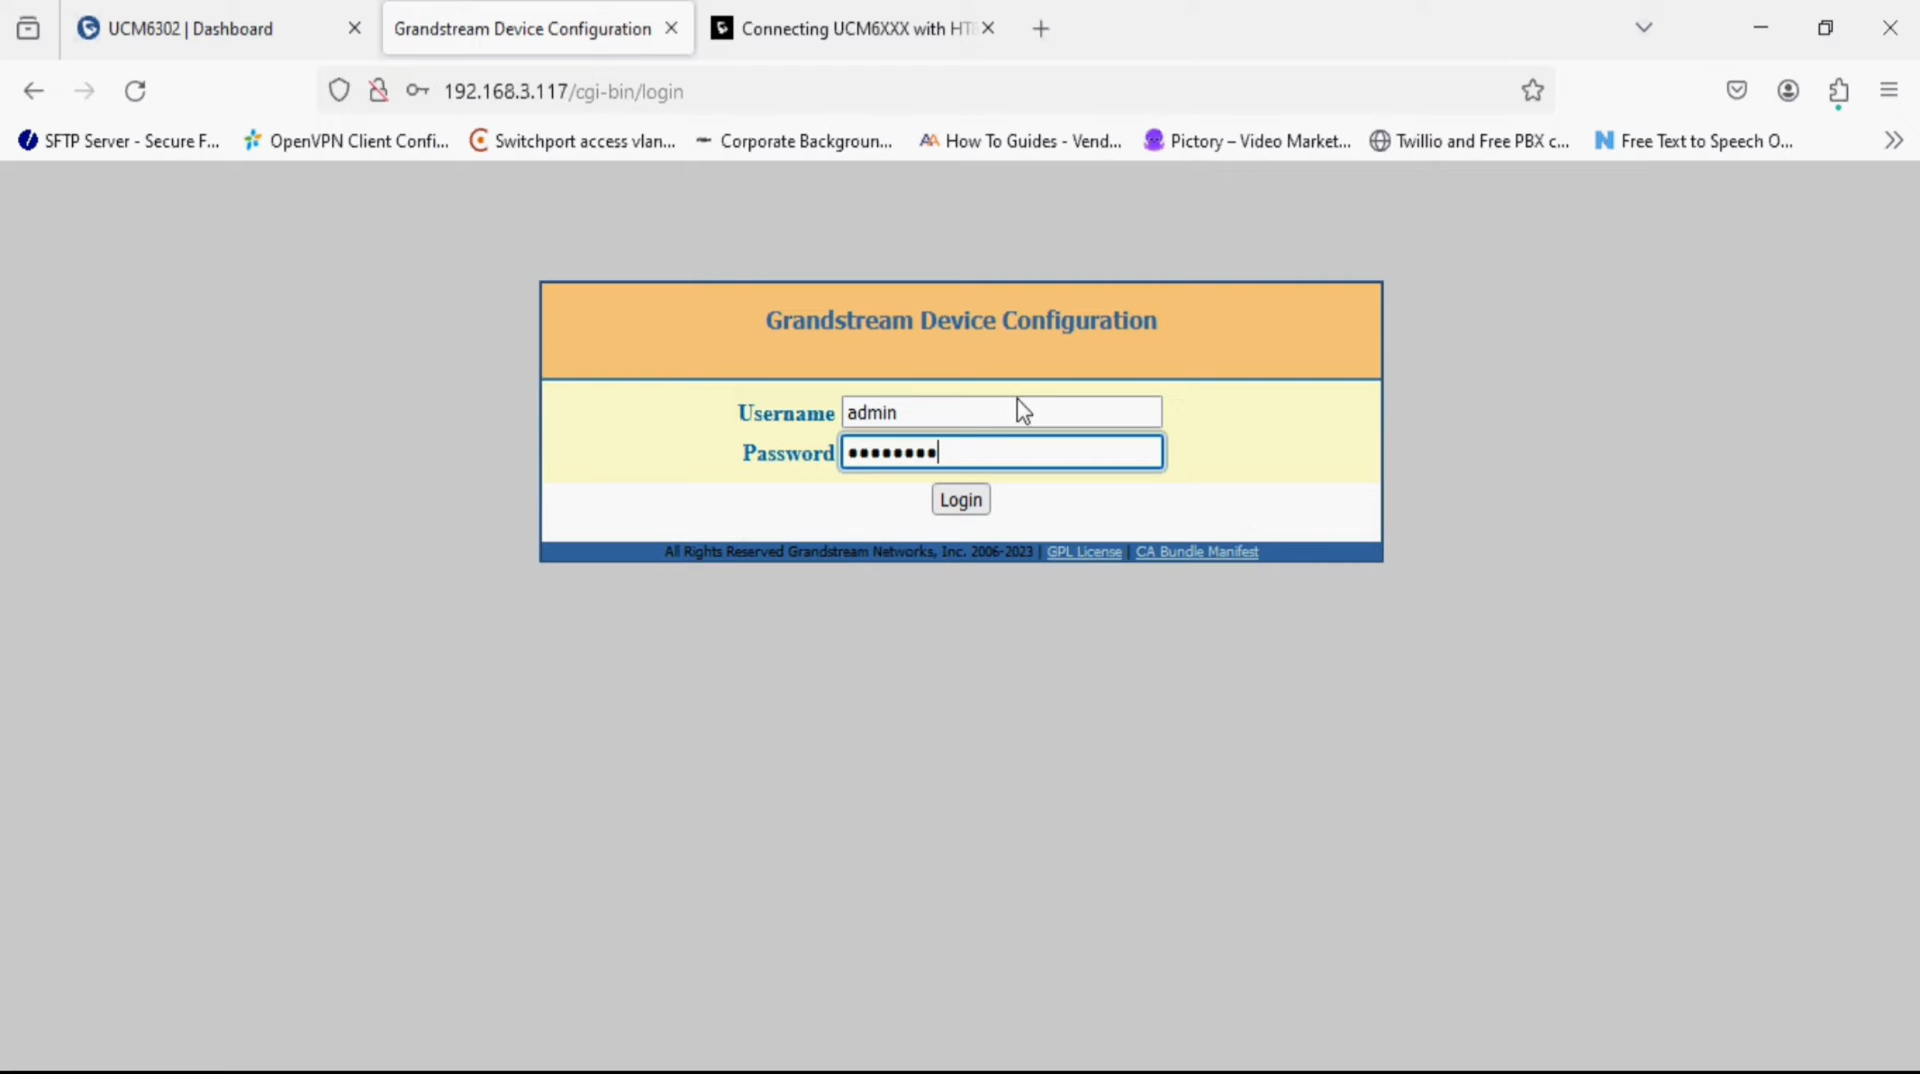 UCM6302 | Dashboard
Grandstream Device Configuration
Connecting UCM6XXX with HT8
192.168.3.117/cgi-bin/login
SFTP Server - Secure F...
OpenVPN Client Confi...
Switchport access vlan...
Corporate Backgroun...
AA How To Guides - Vend...
Pictory – Video Market...
Twillio and Free PBX c...
N Free Text to Speech O...
Grandstream Device Configuration
Username admin
Password ••••••••
Login
All Rights Reserved Grandstream Networks, Inc. 2006-2023 | GPL License | CA Bundle Manifest